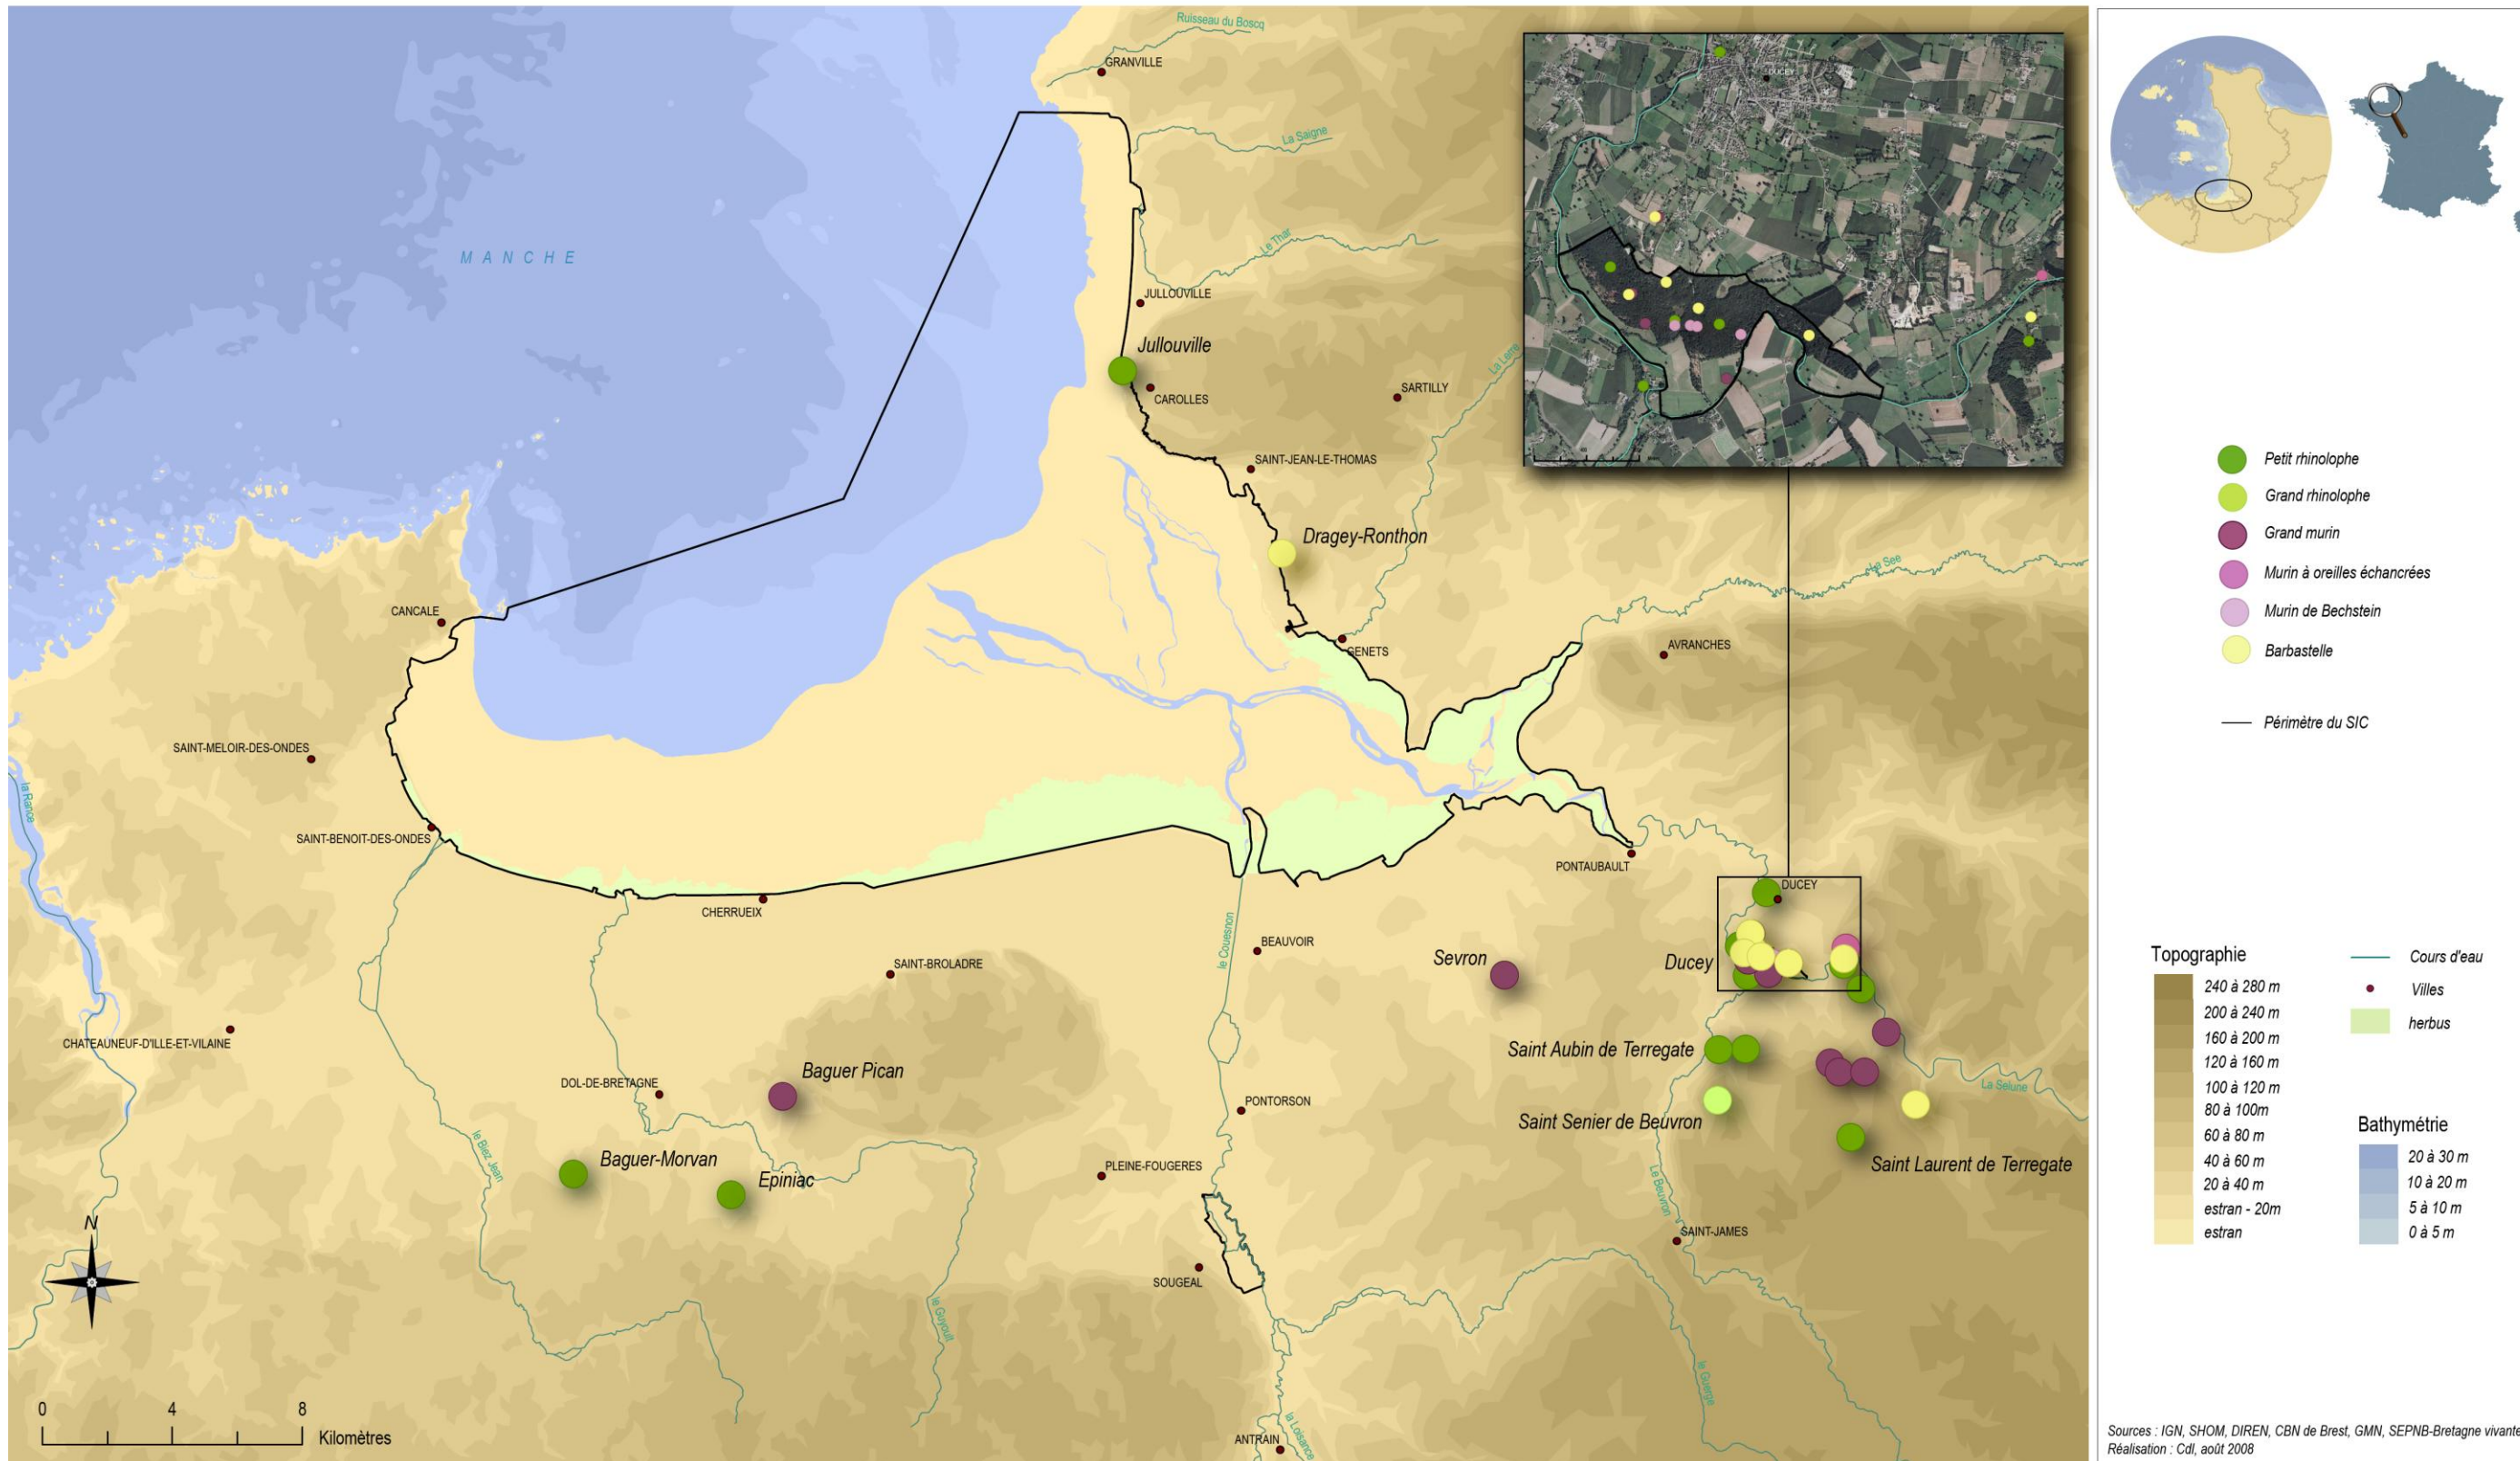 Ruisseau du Boscq
GRANVILLE
La Saigne
MANCHE
Le Thar
JULLOUVILLE
Jullouville
CAROLLES
SARTILLY
La Lerre
SAINT-JEAN-LE-THOMAS
Dragey-Ronthon
La See
CANCALE
GENETS
AVRANCHES
SAINT-MELOIR-DES-ONDES
la Rance
SAINT-BENOIT-DES-ONDES
PONTAUBAULT
DUCEY
DUCEY
CHERRUEIX
le Couesnon
BEAUVOIR
Sevron
Ducey
SAINT-BROLADRE
CHATEAUNEUF-D'ILLE-ET-VILAINE
Saint Aubin de Terregate
DOL-DE-BRETAGNE
Baguer Pican
PONTORSON
La Selune
Saint Senier de Beuvron
le Biez Jean
Baguer-Morvan
Epiniac
PLEINE-FOUGERES
Le Beuvron
Saint Laurent de Terregate
N
SAINT-JAMES
SOUGEAL
le Guyoult
le Guerge
0 4 8
Kilomètres
ANTRAIN
la Loisance
Petit rhinolophe
Grand rhinolophe
Grand murin
Murin à oreilles échancrées
Murin de Bechstein
Barbastelle
Périmètre du SIC
Topographie
240 à 280 m
200 à 240 m
160 à 200 m
120 à 160 m
100 à 120 m
80 à 100m
60 à 80 m
40 à 60 m
20 à 40 m
estran - 20m
estran
Cours d'eau
Villes
herbus
Bathymétrie
20 à 30 m
10 à 20 m
5 à 10 m
0 à 5 m
Sources : IGN, SHOM, DIREN, CBN de Brest, GMN, SEPNB-Bretagne vivante
Réalisation : Cdl, août 2008